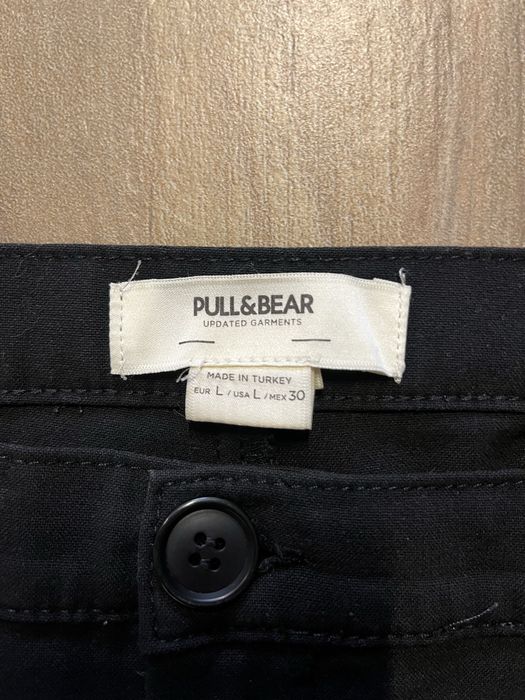 PULL&BEAR
UPDATED GARMENTS
MADE IN TURKEY
EUR L / USA L / MEX 30